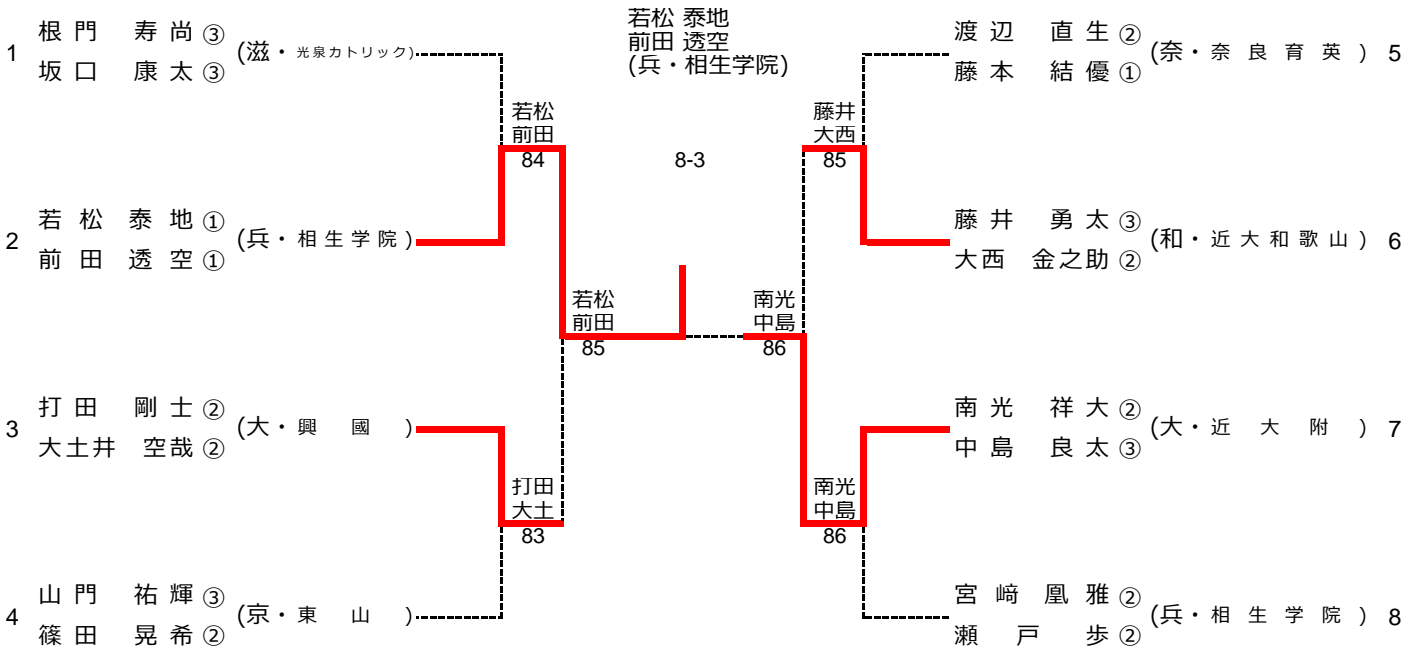 若松 泰地
前田 透空
(兵・相生学院)
8-3
1 根門 寿尚③ (滋・光泉カトリック)
坂口 康太③
2 若松 泰地① (兵・相生学院)
前田 透空①
3 打田 剛士② (大・興國)
大土井 空哉②
4 山門 祐輝③ (京・東山)
篠田 晃希②
若松
前田
84
打田
大土
83
若松
前田
85
南光
中島
86
藤井
大西
85
南光
中島
86
渡辺 直生② (奈・奈良育英) 5
藤本 結優①
藤井 勇太③ (和・近大和歌山) 6
大西 金之助②
南光 祥大② (大・近大附) 7
中島 良太③
宮﨑 凰雅② (兵・相生学院) 8
瀬戸 歩②